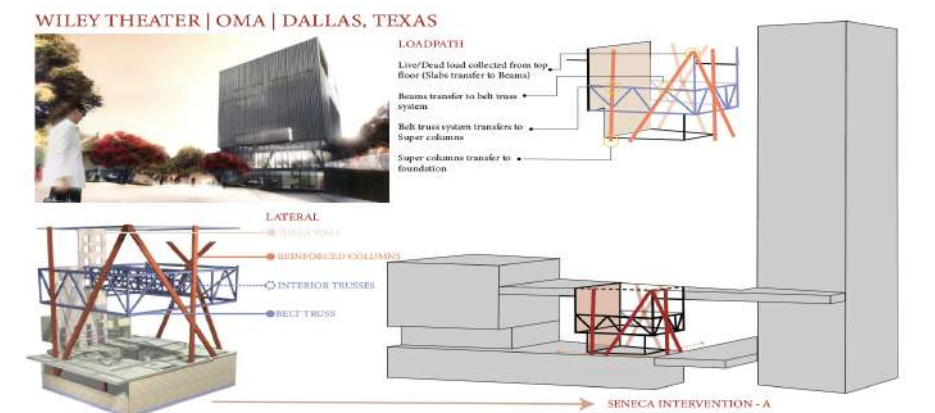 WILEY THEATER | OMA | DALLAS, TEXAS
LOADPATH
Live/Dead load collected from top
floor (Slabs transfer to Beams)
Beams transfer to belt truss
system
Belt truss system transfers to
Super columns
Super columns transfer to
foundation
LATERAL
SHEAR WALL
REINFORCED COLUMNS
INTERIOR TRUSSES
BELT TRUSS
SENECA INTERVENTION - A